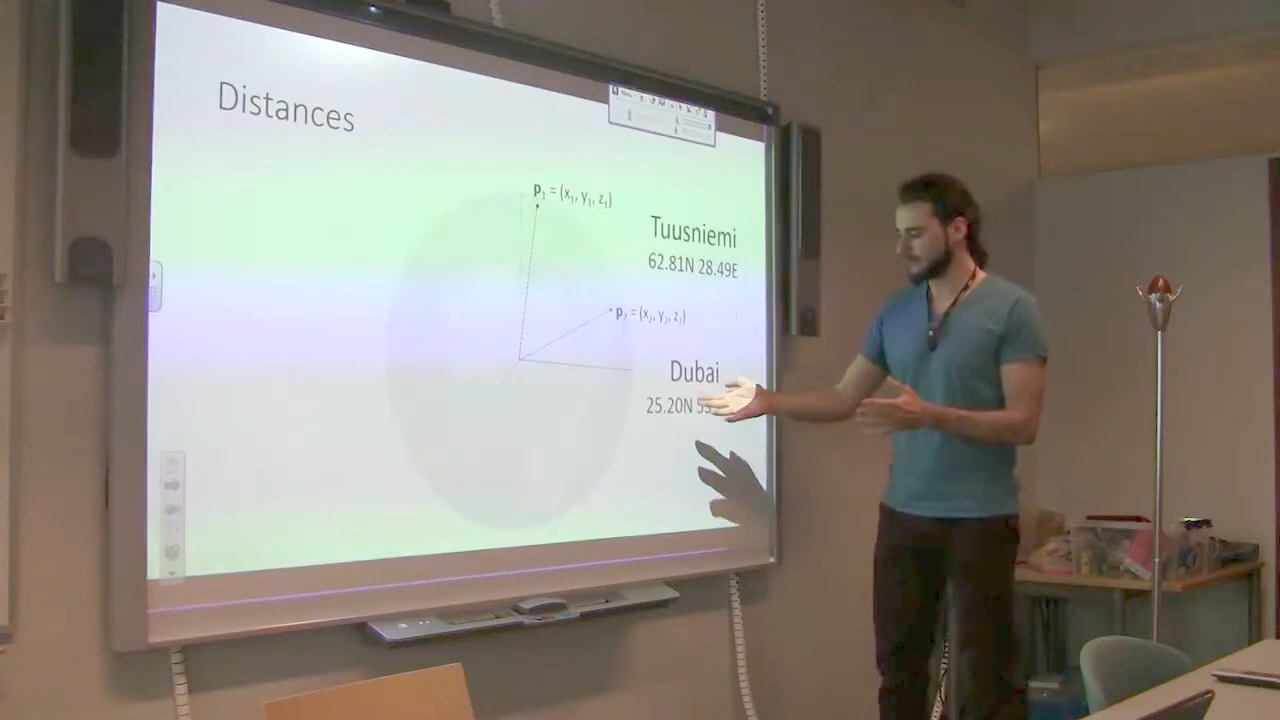 Distances
p₁ = (x₁, y₁, z₁)
Tuusniemi
62.81N 28.49E
p₂ = (x₂, y₂, z₂)
Dubai
25.20N